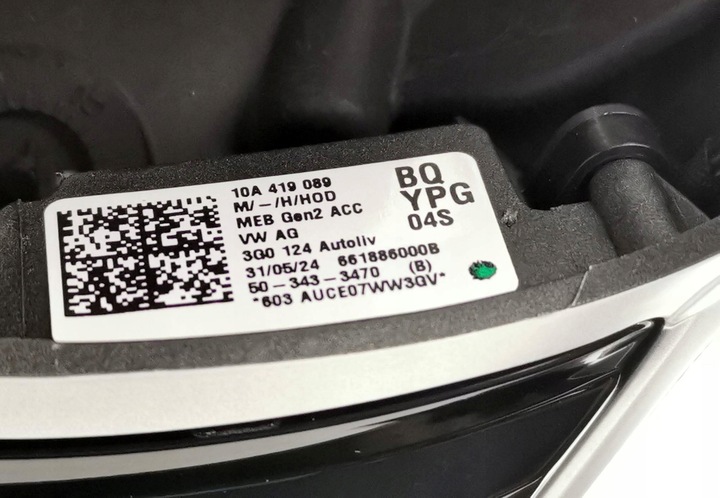 10A 419 089
M/-/H/HOD
MEB Gen2 ACC
VW AG
3G0 124 Autoliv
31/05/24 661886000B
50-343-3470 (B)
*603 AUCE07WW3GV*
BQ
YPG
04S